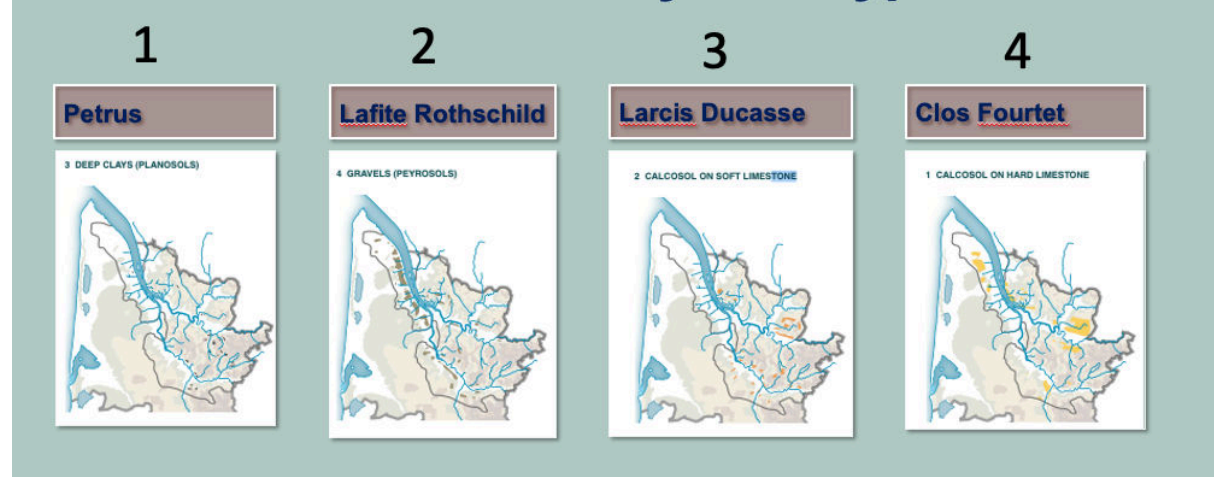 1
2
3
4
Petrus
Lafite Rothschild
Larcis Ducasse
Clos Fourtet
3 DEEP CLAYS (PLANOSOLS)
4 GRAVELS (PEYROSOLS)
2 CALCOSOL ON SOFT LIMESTONE
1 CALCOSOL ON HARD LIMESTONE